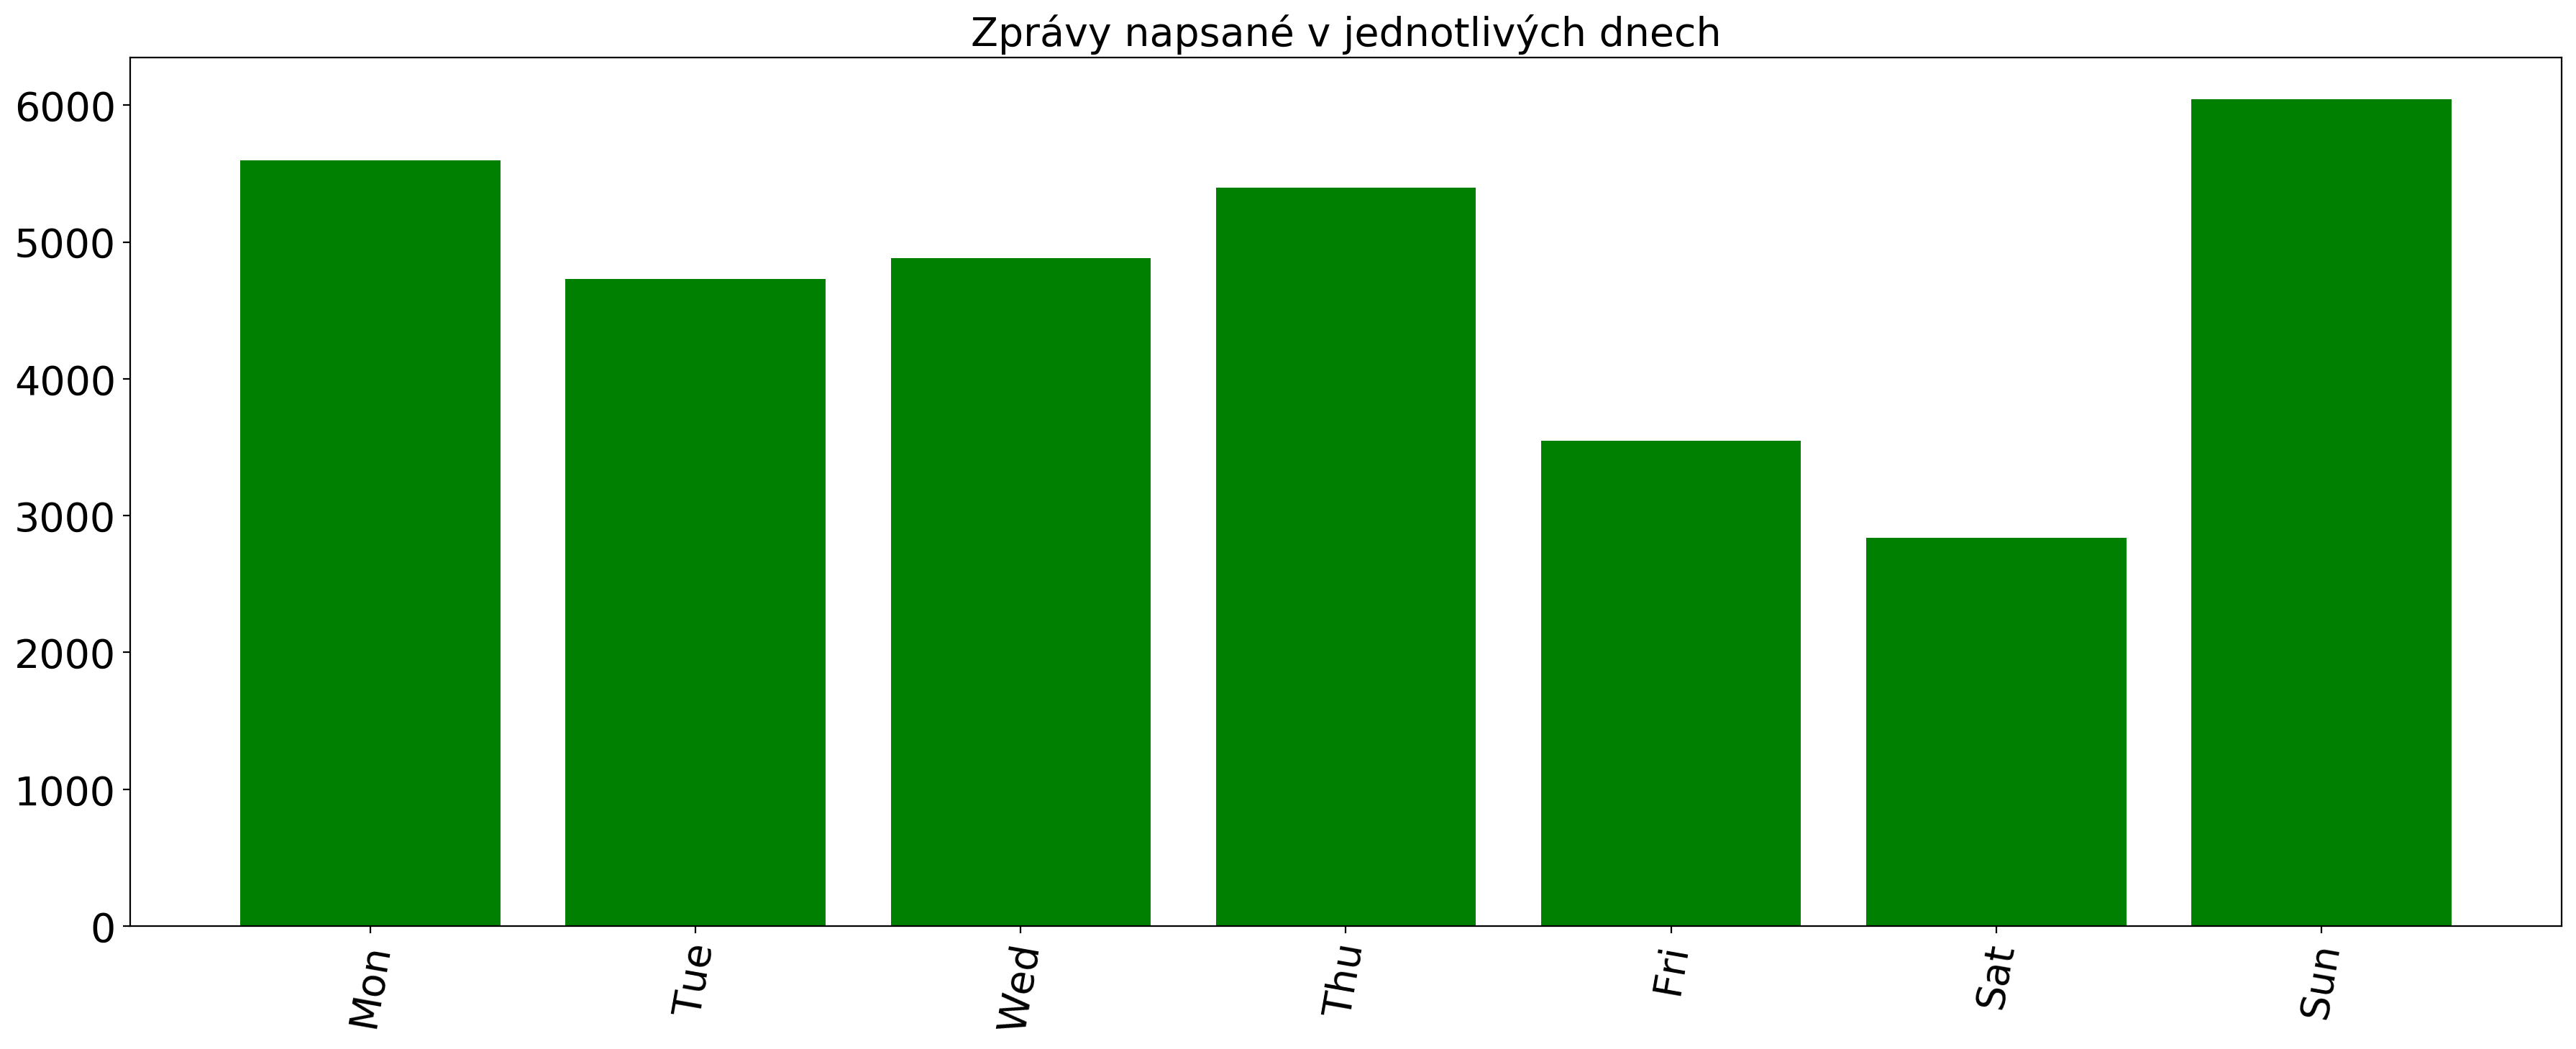 Zprávy napsané v jednotlivých dnech
6000
5000
4000
3000
2000
1000
0
Mon
Tue
Wed
Thu
Fri
Sat
Sun